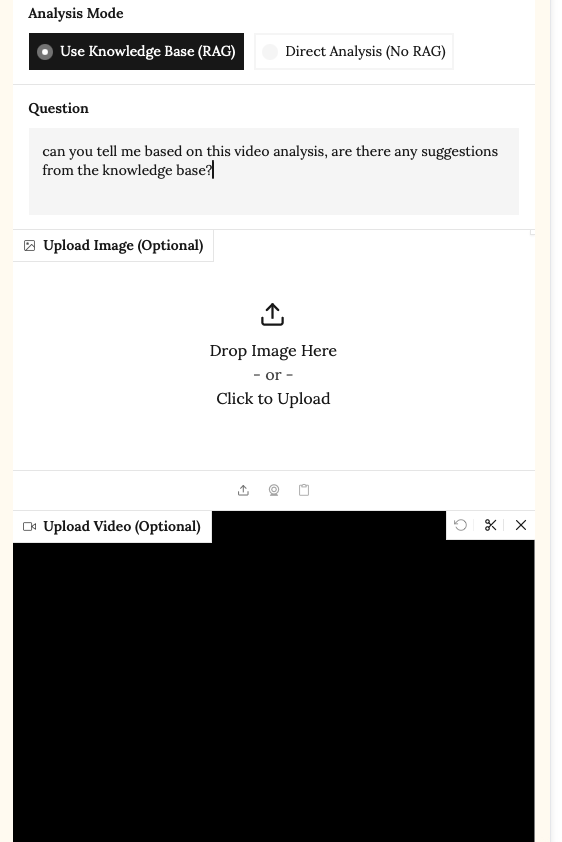 Analysis Mode
Use Knowledge Base (RAG)
Direct Analysis (No RAG)
Question
can you tell me based on this video analysis, are there any suggestions
from the knowledge base?
Upload Image (Optional)
Drop Image Here
- or -
Click to Upload
Upload Video (Optional)